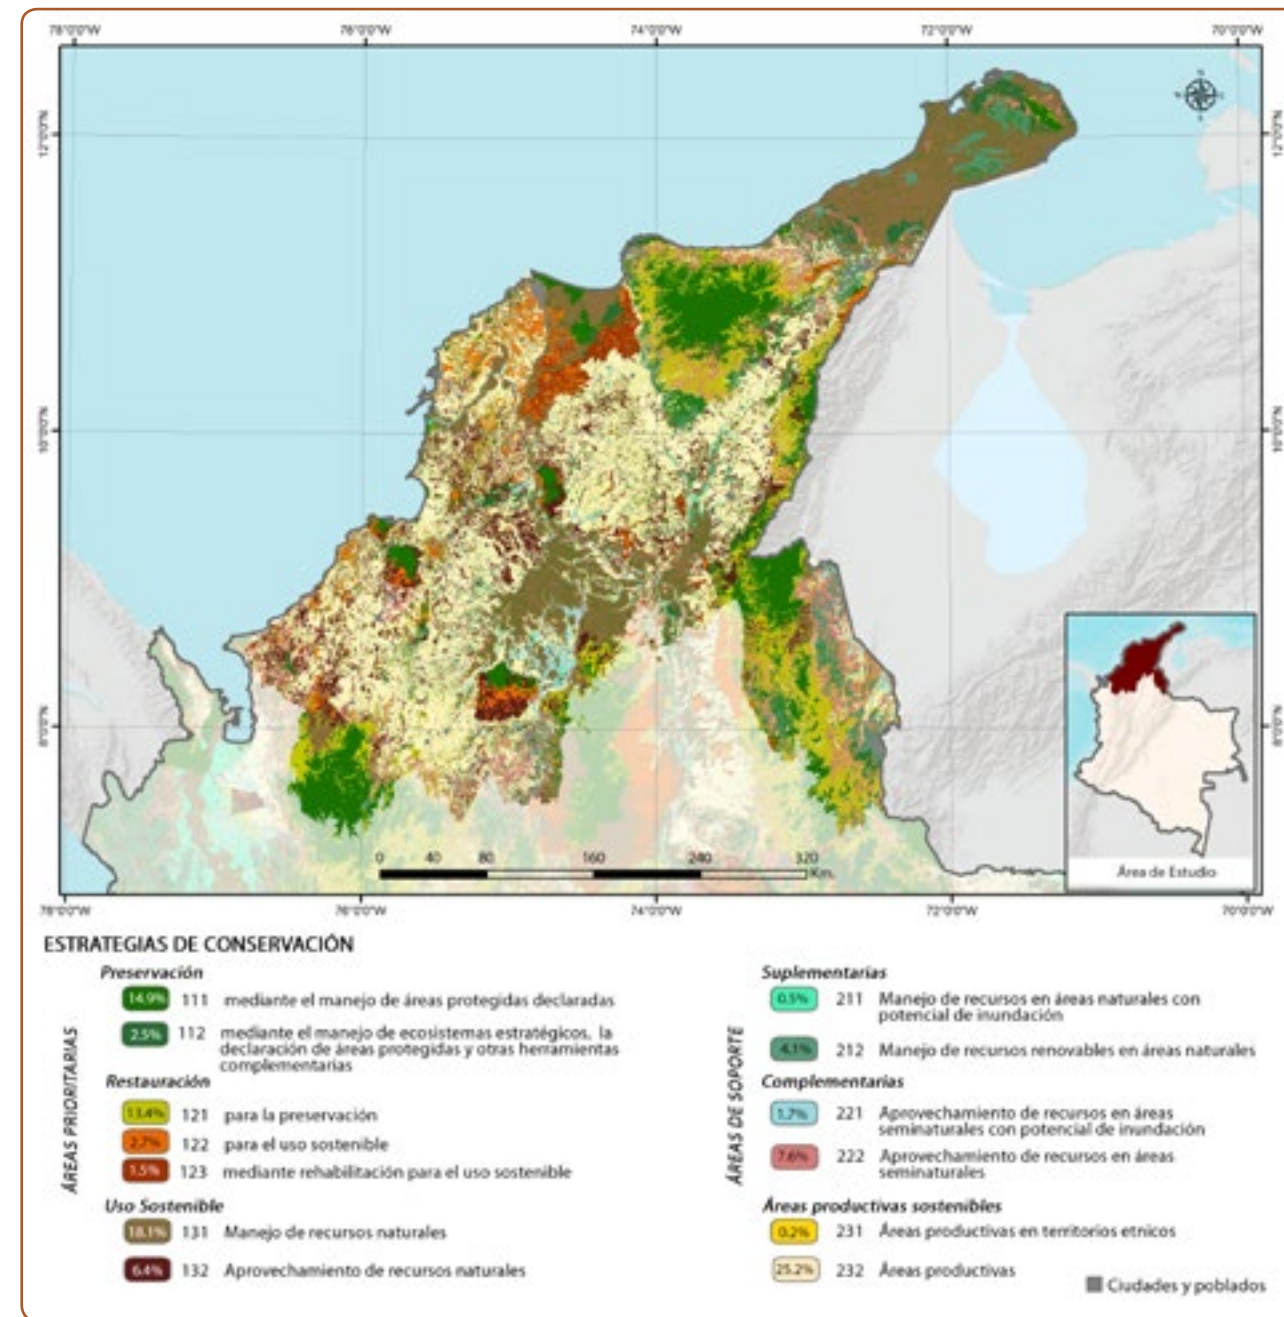 78°0'0"W 76°0'0"W 74°0'0"W 72°0'0"W 70°0'0"W
12°0'0"N 12°0'0"N
10°0'0"N 10°0'0"N
8°0'0"N 8°0'0"N
0 40 80 160 240 320
Km.
Área de Estudio
78°0'0"W 76°0'0"W 74°0'0"W 72°0'0"W 70°0'0"W
ESTRATEGIAS DE CONSERVACIÓN
ÁREAS PRIORITARIAS
Preservación
14.9% 111 mediante el manejo de áreas protegidas declaradas
2.5% 112 mediante el manejo de ecosistemas estratégicos, la
declaración de áreas protegidas y otras herramientas
complementarias
Restauración
13.4% 121 para la preservación
2.7% 122 para el uso sostenible
1.5% 123 mediante rehabilitación para el uso sostenible
Uso Sostenible
18.1% 131 Manejo de recursos naturales
6.4% 132 Aprovechamiento de recursos naturales
ÁREAS DE SOPORTE
Suplementarias
0.5% 211 Manejo de recursos en áreas naturales con
potencial de inundación
4.1% 212 Manejo de recursos renovables en áreas naturales
Complementarias
1.7% 221 Aprovechamiento de recursos en áreas
seminaturales con potencial de inundación
7.6% 222 Aprovechamiento de recursos en áreas
seminaturales
Áreas productivas sostenibles
0.2% 231 Áreas productivas en territorios etnicos
25.2% 232 Áreas productivas
Ciudades y poblados